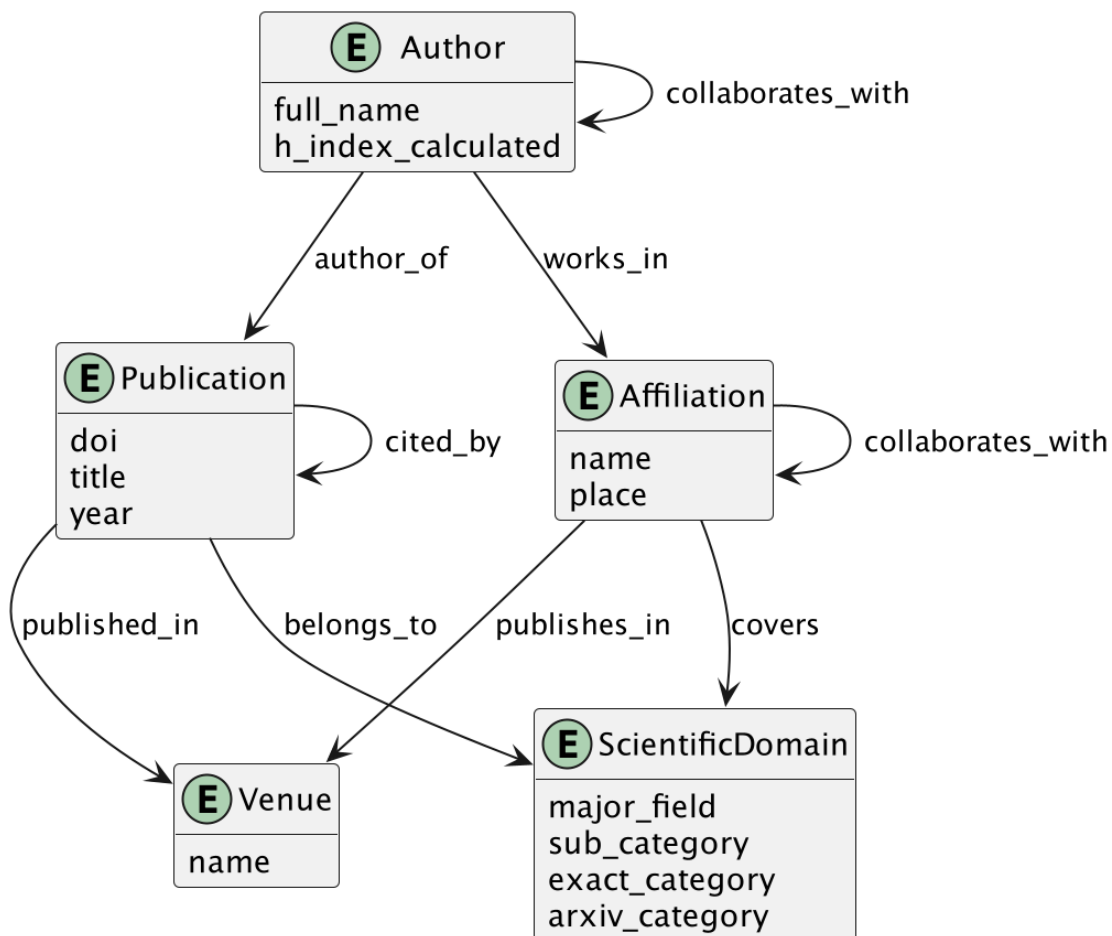 E Author
full_name
h_index_calculated
collaborates_with
author_of
works_in
E Publication
doi
title
year
cited_by
E Affiliation
name
place
collaborates_with
published_in
belongs_to
publishes_in
covers
E Venue
name
E ScientificDomain
major_field
sub_category
exact_category
arxiv_category